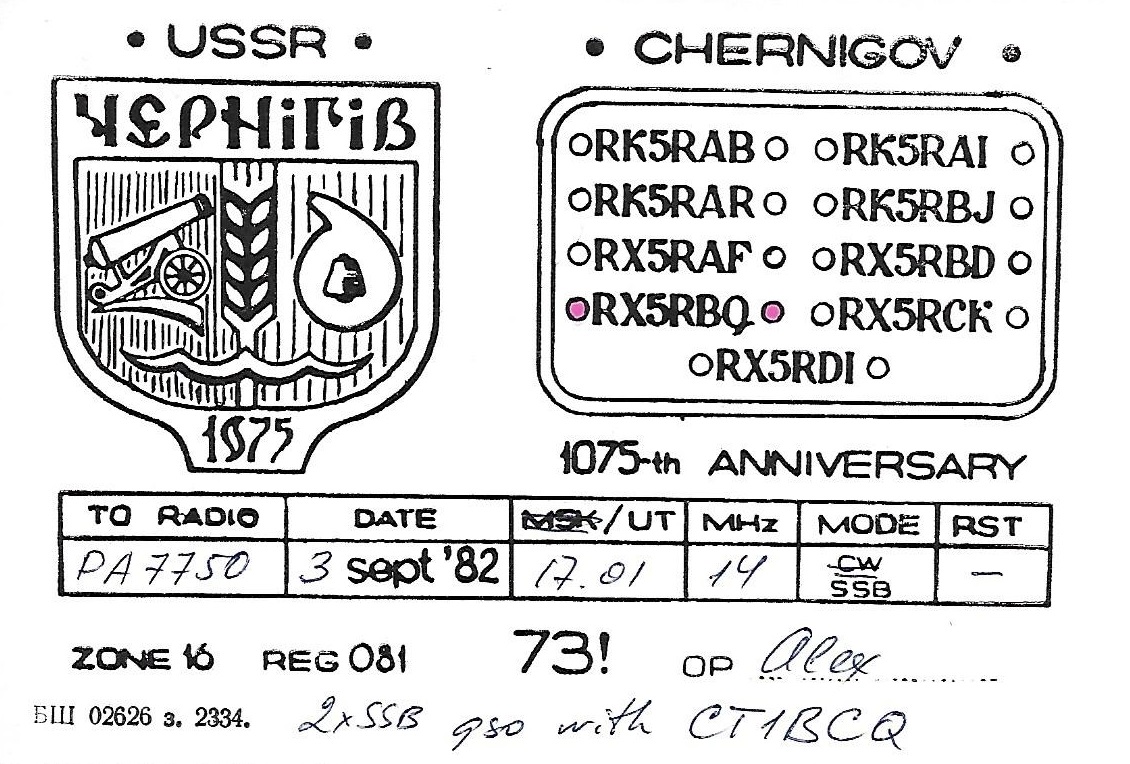 • USSR •
ЧЕРНіГіВ
1075
• CHERNIGOV •
RK5RAB RK5RAI
RK5RAR RK5RBJ
RX5RAF RX5RBD
RX5RBQ RX5RCK
RX5RDI
1075-th ANNIVERSARY
TO RADIO DATE MSK/UT MHz MODE RST
PA7750 3 sept '82 17.01 14 CW SSB —
ZONE 16 REG 081 73! OP Alex
БШ 02626 з. 2334. 2xSSB qso with CT1BCQ